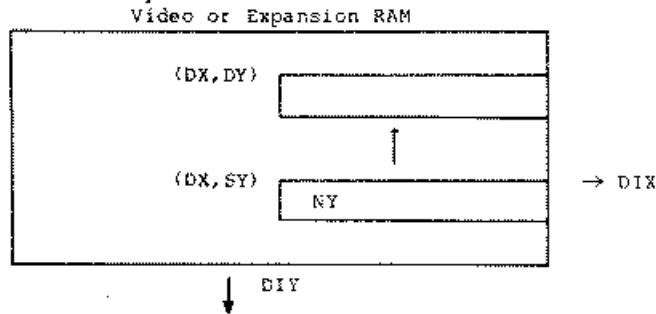 Video or Expansion RAM
(DX,DY)
(DX,SY)
→ DIX
NY
DIY